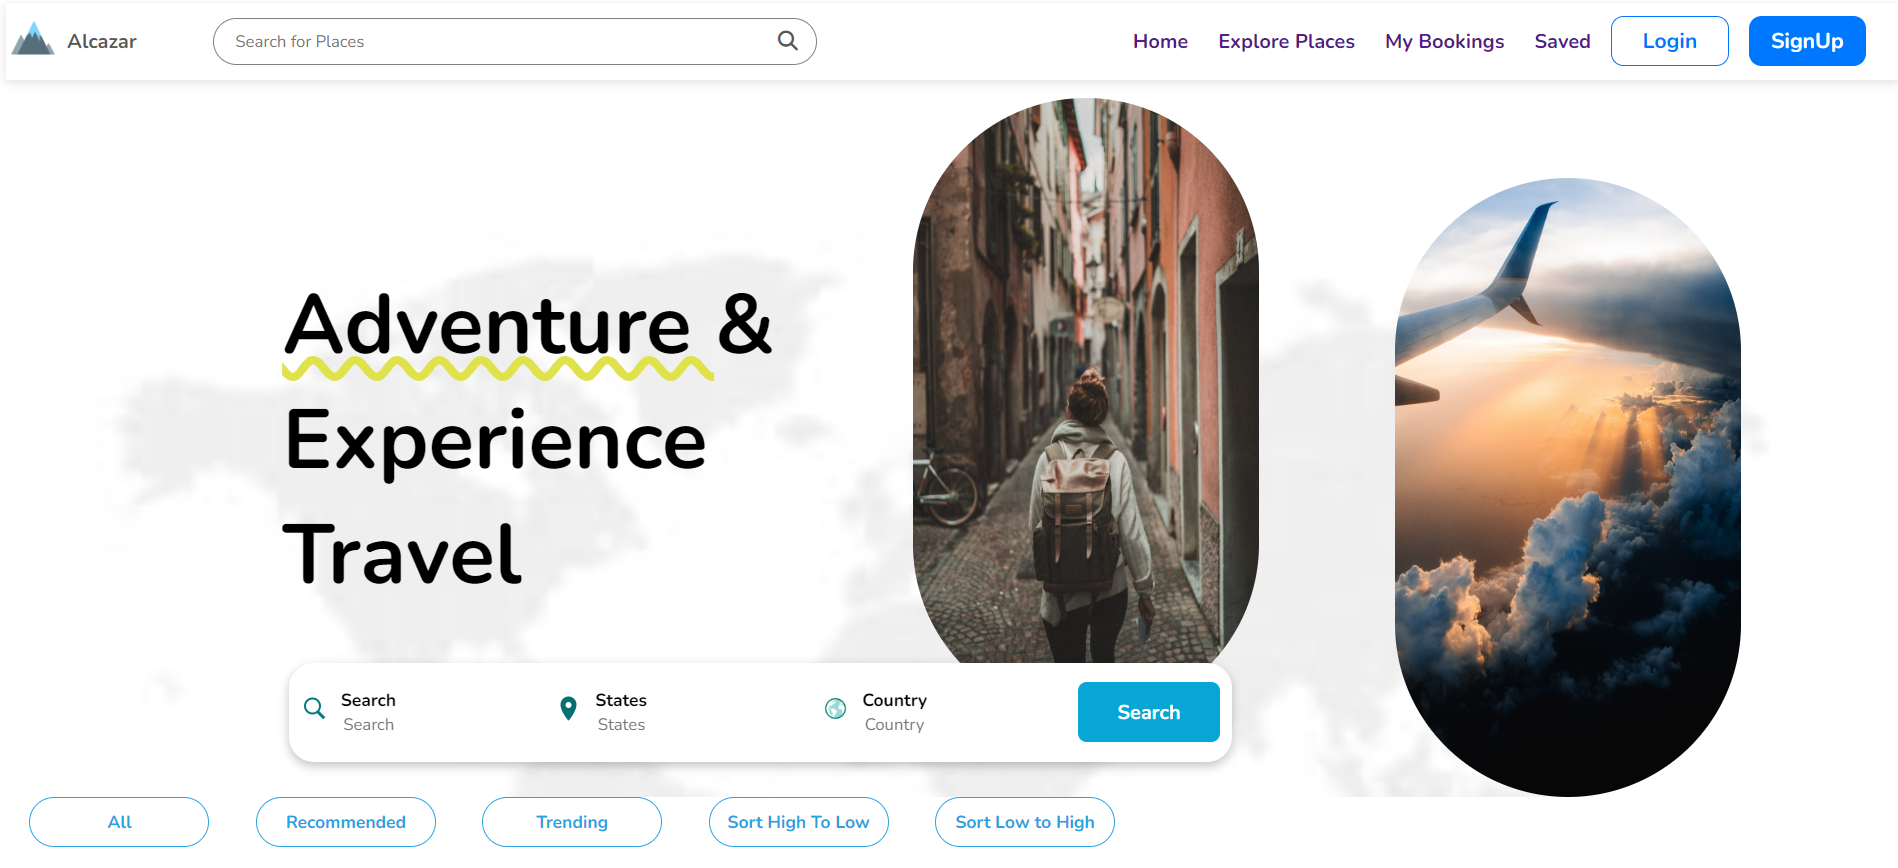 Alcazar
Search for Places
Home
Explore Places
My Bookings
Saved
Login
SignUp
Adventure &
Experience
Travel
Search
Search
States
States
Country
Country
Search
All
Recommended
Trending
Sort High To Low
Sort Low to High